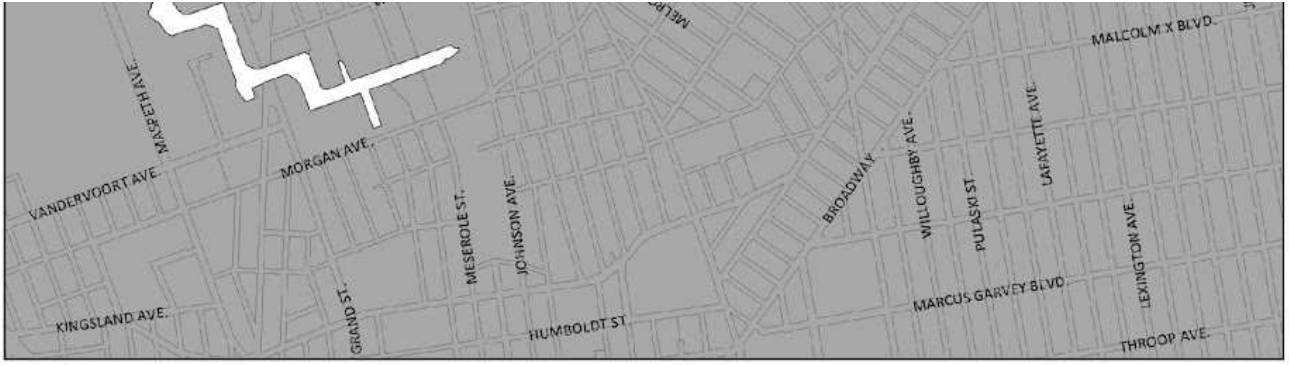 MALCOLM X BLVD.
MASPETH AVE.
LAFAYETTE AVE.
MORGAN AVE.
WILLOUGHBY AVE.
VANDERVOORT AVE.
BROADWAY
PULASKI ST
MESEROLE ST.
JOHNSON AVE.
LEXINGTON AVE.
MARCUS GARVEY BLVD.
KINGSLAND AVE.
GRAND ST.
HUMBOLDT ST.
THROOP AVE.